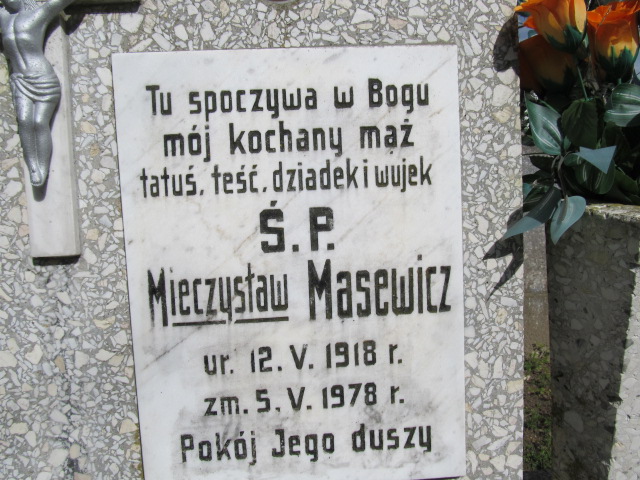 Tu spoczywa w Bogu
mój kochany mąż
tatuś, teść, dziadek i wujek
Ś.P.
Mieczysław Masewicz
ur. 12. V. 1918 r.
zm. 5. V. 1978 r.
Pokój Jego duszy